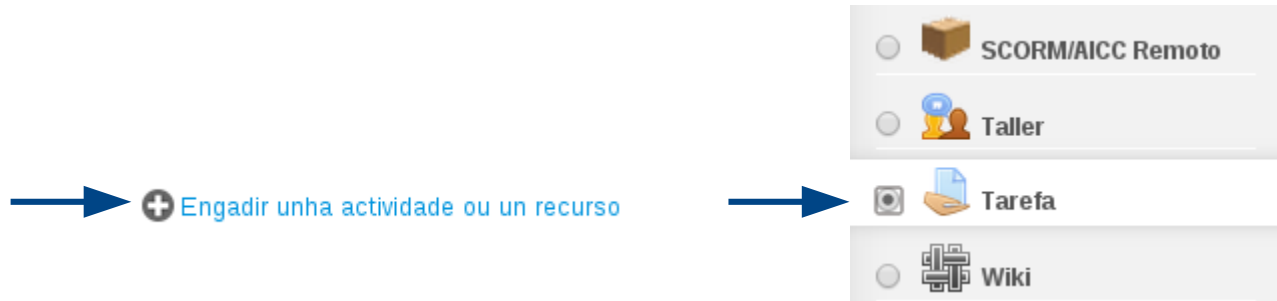 SCORM/AICC Remoto
Taller
Engadir unha actividade ou un recurso
Tarefa
Wiki